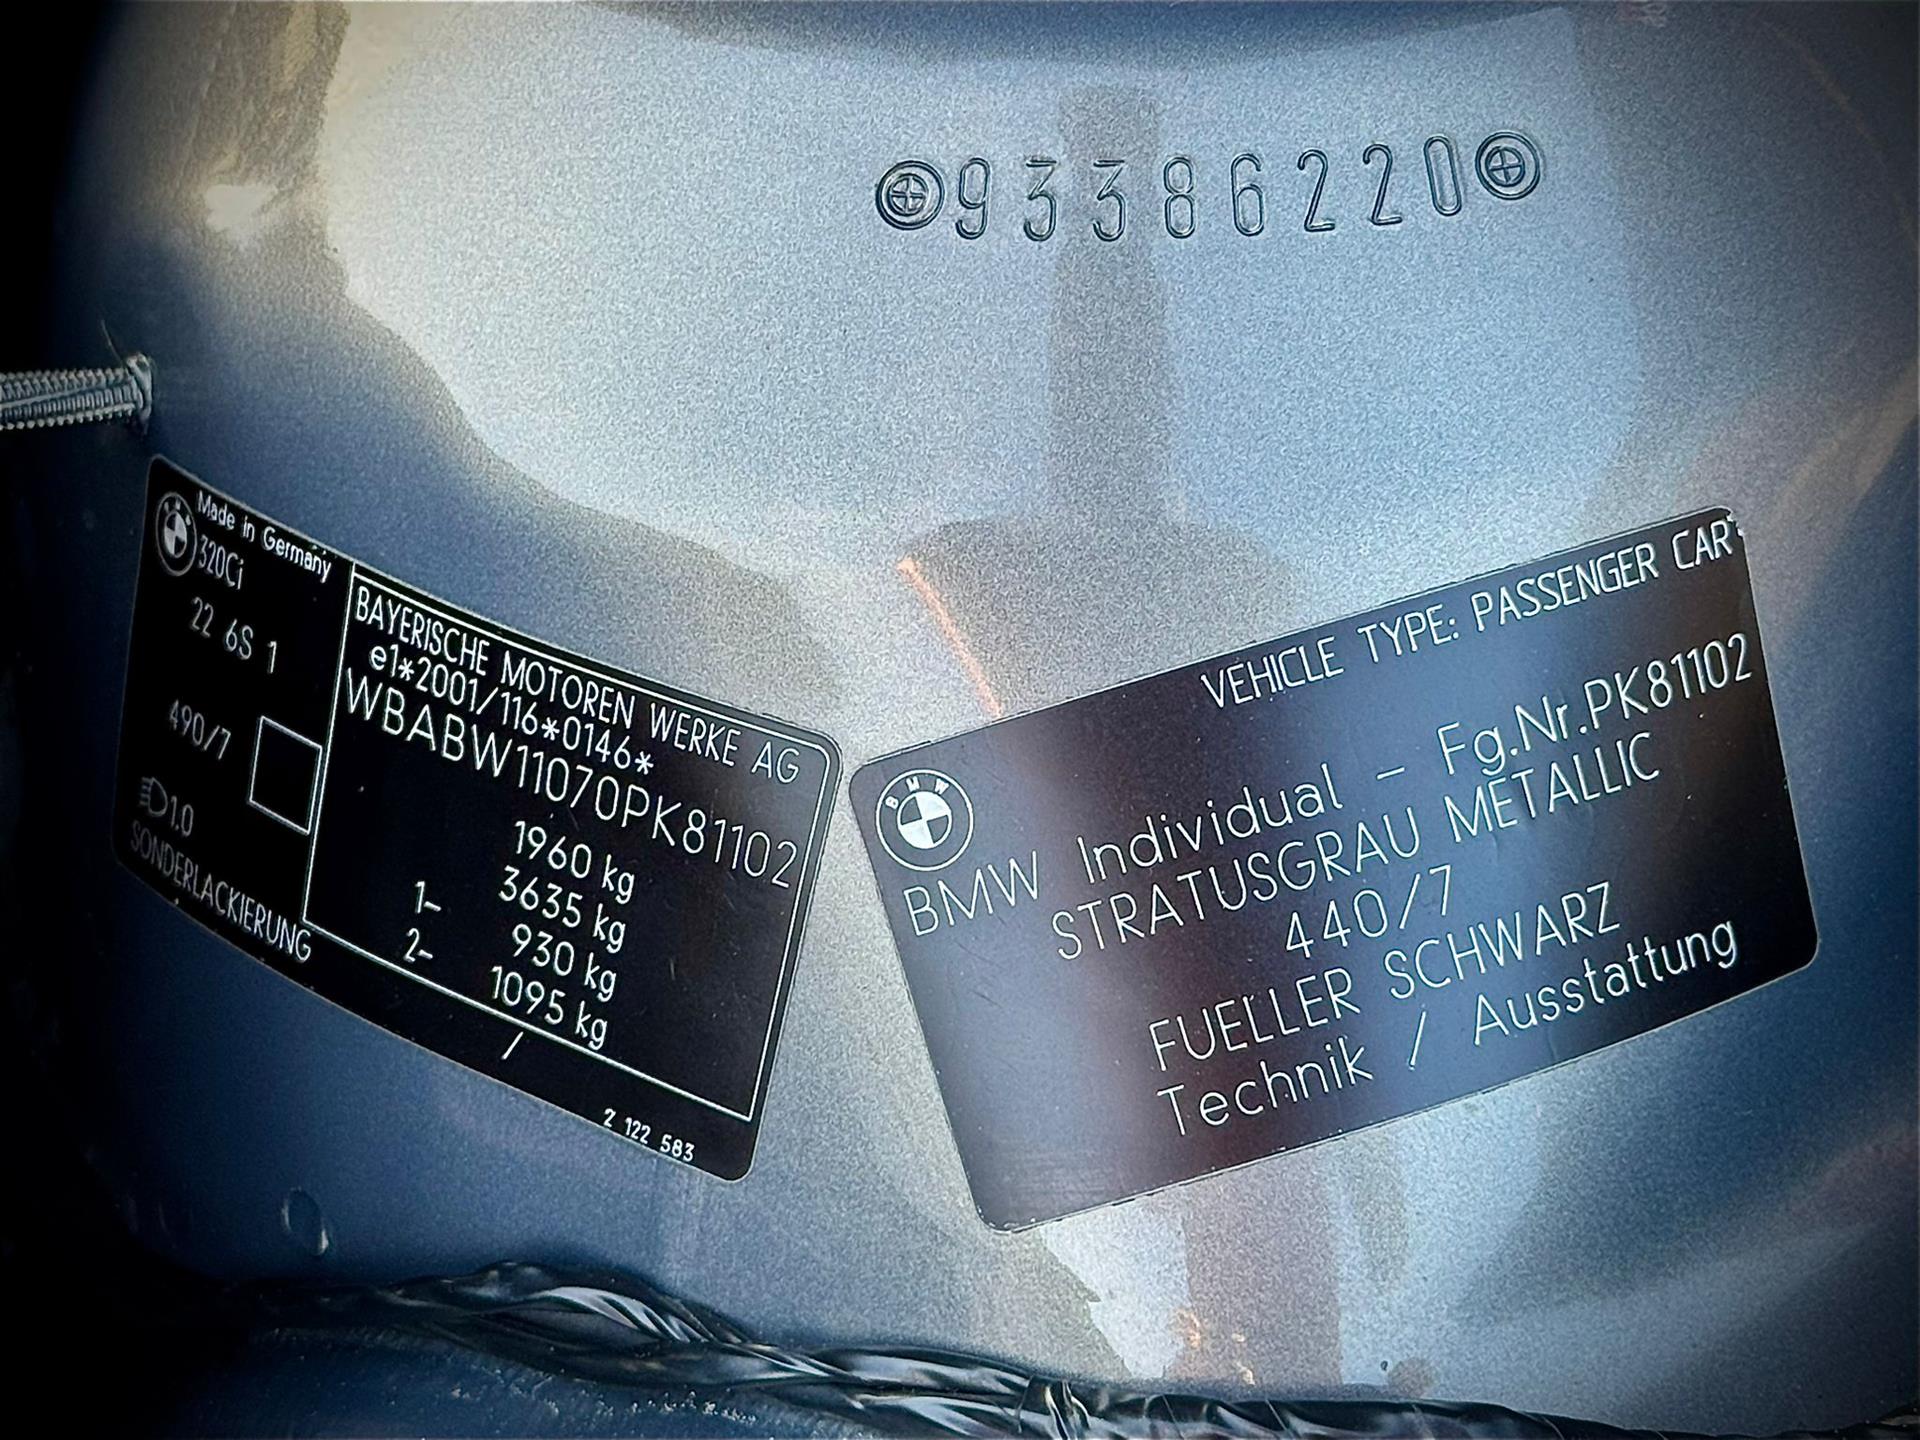 93386220
Made in Germany
320Ci
22 6S 1
490/7
1.0
SONDERLACKIERUNG
BAYERISCHE MOTOREN WERKE AG
e1*2001/116*0146*
WBABW11070PK81102
1960 kg
3635 kg
1- 930 kg
2- 1095 kg
/
2 122 583
VEHICLE TYPE: PASSENGER CAR
BMW
BMW Individual - Fg.Nr.PK81102
STRATUSGRAU METALLIC
440/7
FUELLER SCHWARZ
Technik / Ausstattung